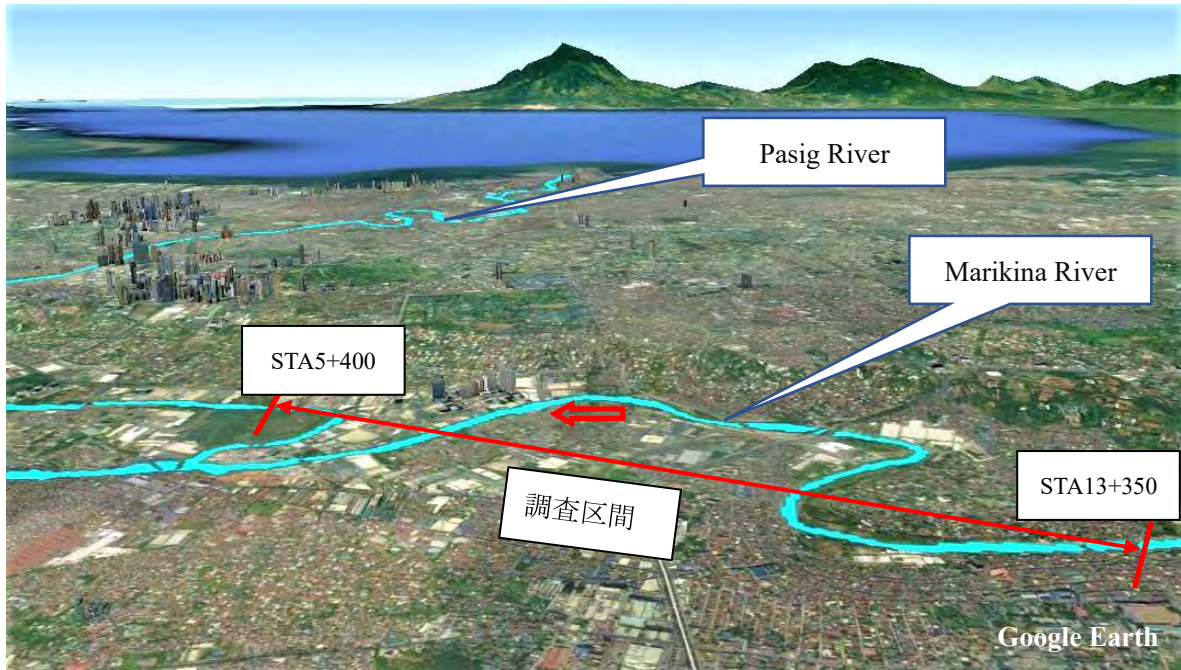 Pasig River
Marikina River
STA5+400
STA13+350
調査区間
Google Earth